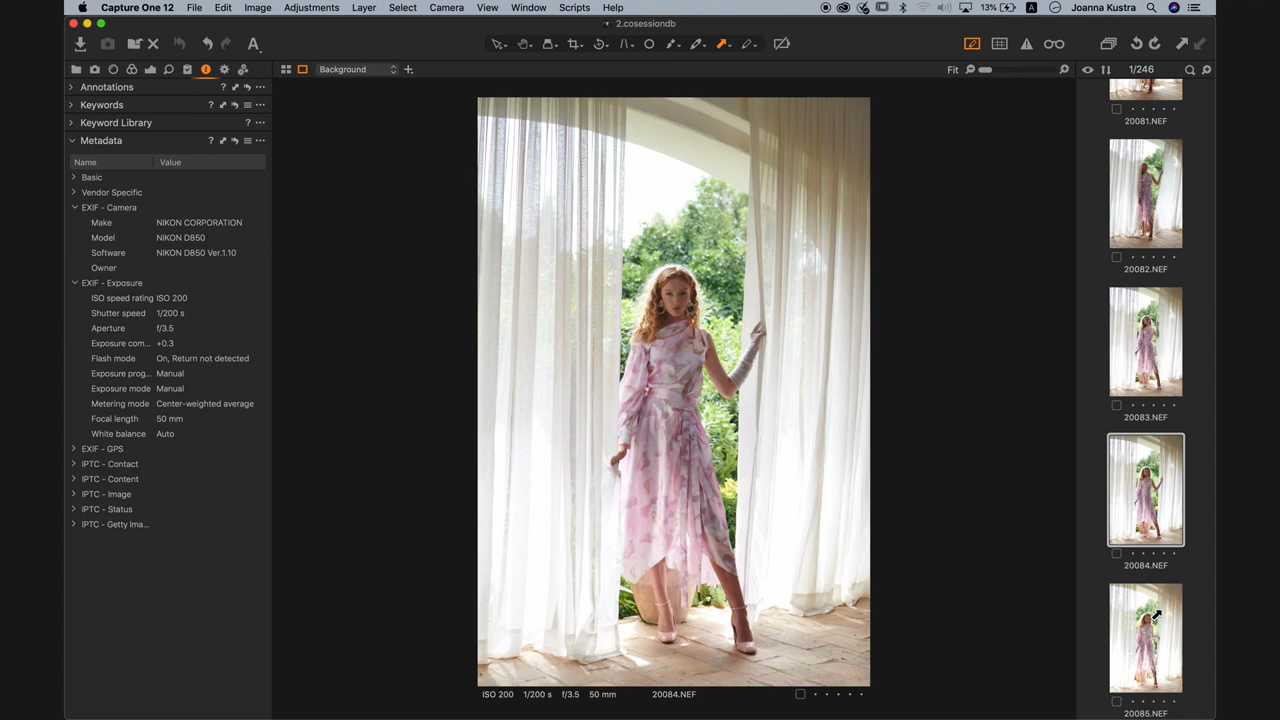 Capture One 12 File Edit Image Adjustments Layer Select Camera View Window Scripts Help 13% A Joanna Kustra
2.cosessiondb
A
Background Fit 1/246
Annotations ? 
Keywords ? 
Keyword Library ? 
Metadata ? 
Name Value
Basic
Vendor Specific
EXIF - Camera
Make NIKON CORPORATION
Model NIKON D850
Software NIKON D850 Ver.1.10
Owner
EXIF - Exposure
ISO speed rating ISO 200
Shutter speed 1/200 s
Aperture f/3.5
Exposure com... +0.3
Flash mode On, Return not detected
Exposure prog... Manual
Exposure mode Manual
Metering mode Center-weighted average
Focal length 50 mm
White balance Auto
EXIF - GPS
IPTC - Contact
IPTC - Content
IPTC - Image
IPTC - Status
IPTC - Getty Ima...
ISO 200 1/200 s f/3.5 50 mm 20084.NEF
20081.NEF
20082.NEF
20083.NEF
20084.NEF
20085.NEF